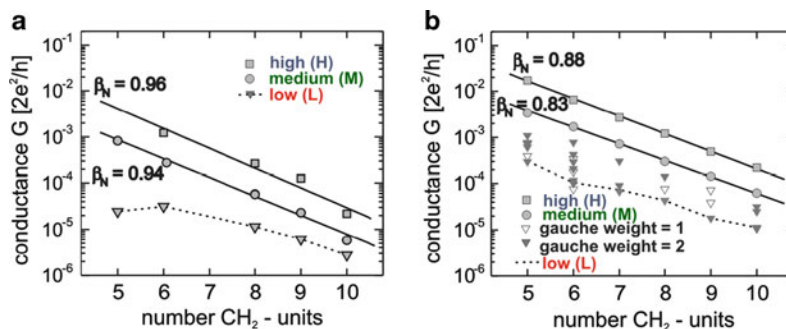 a
conductance G [2e²/h]
10⁻¹
10⁻²
10⁻³
10⁻⁴
10⁻⁵
10⁻⁶
high (H)
medium (M)
low (L)
β_N = 0.96
β_N = 0.94
5 6 7 8 9 10
number CH₂ - units
b
conductance G [2e²/h]
10⁻¹
10⁻²
10⁻³
10⁻⁴
10⁻⁵
10⁻⁶
β_N = 0.88
β_N = 0.83
high (H)
medium (M)
gauche weight = 1
gauche weight = 2
low (L)
5 6 7 8 9 10
number CH₂ - units